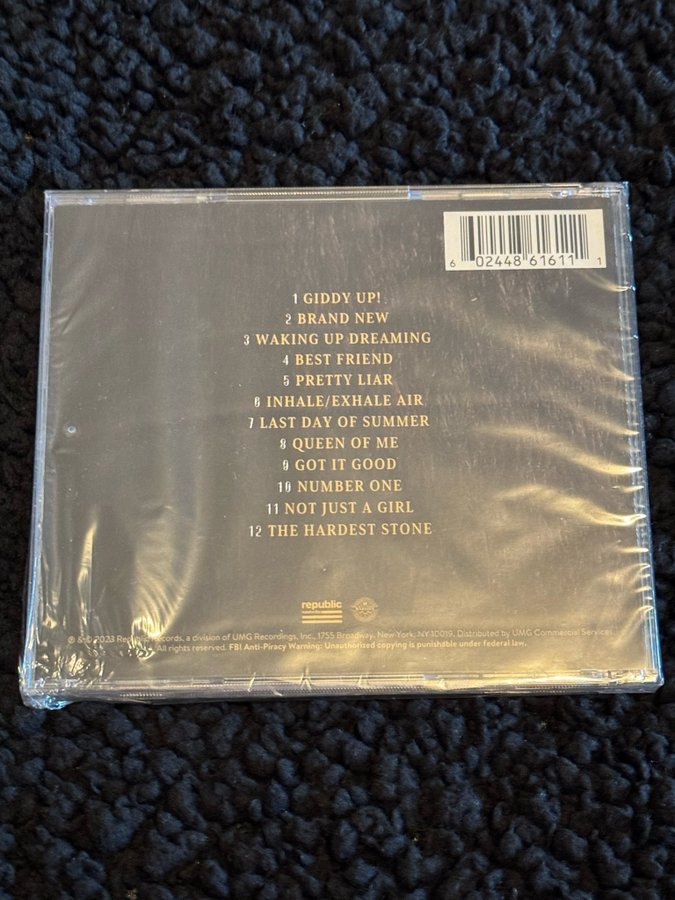 6 02448 61611 1
1 GIDDY UP!
2 BRAND NEW
3 WAKING UP DREAMING
4 BEST FRIEND
5 PRETTY LIAR
6 INHALE/EXHALE AIR
7 LAST DAY OF SUMMER
8 QUEEN OF ME
9 GOT IT GOOD
10 NUMBER ONE
11 NOT JUST A GIRL
12 THE HARDEST STONE
republic
℗ & © 2023 Republic Records, a division of UMG Recordings, Inc., 1755 Broadway, New York, NY 10019. Distributed by UMG Commercial Services.
All rights reserved. FBI Anti-Piracy Warning: Unauthorized copying is punishable under federal law.